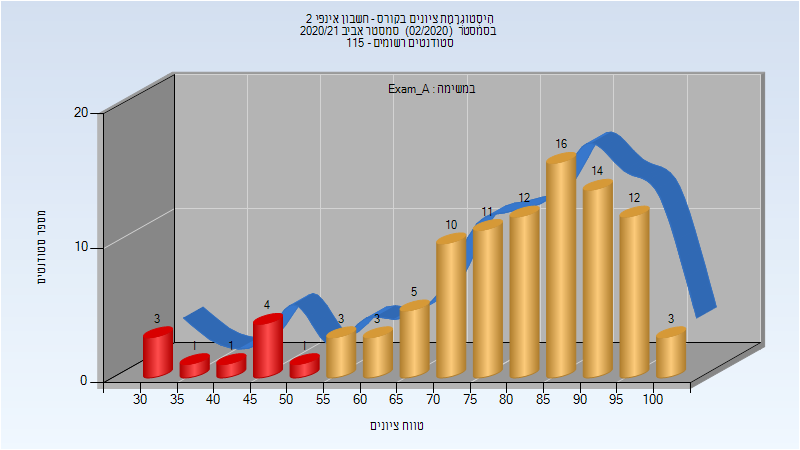 היסטוגרמת ציונים בקורס - חשבון אינפי 2
בסמסטר (02/2020) סמסטר אביב 2020/21
סטודנטים רשומים - 115
במשימה : Exam_A
מספר סטודנטים
20
10
0
3
1
1
4
1
3
3
5
10
11
12
16
14
12
3
30 35 40 45 50 55 60 65 70 75 80 85 90 95 100
טווח ציונים